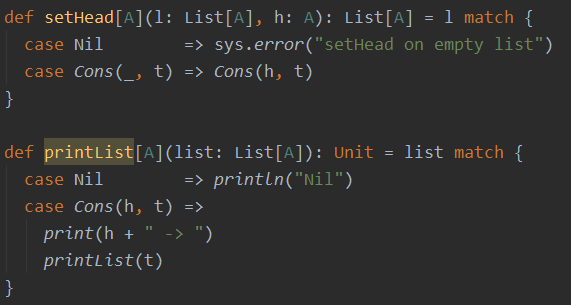 def setHead[A](l: List[A], h: A): List[A] = l match {
  case Nil        => sys.error("setHead on empty list")
  case Cons(_, t) => Cons(h, t)
}

def printList[A](list: List[A]): Unit = list match {
  case Nil        => println("Nil")
  case Cons(h, t) =>
    print(h + " -> ")
    printList(t)
}